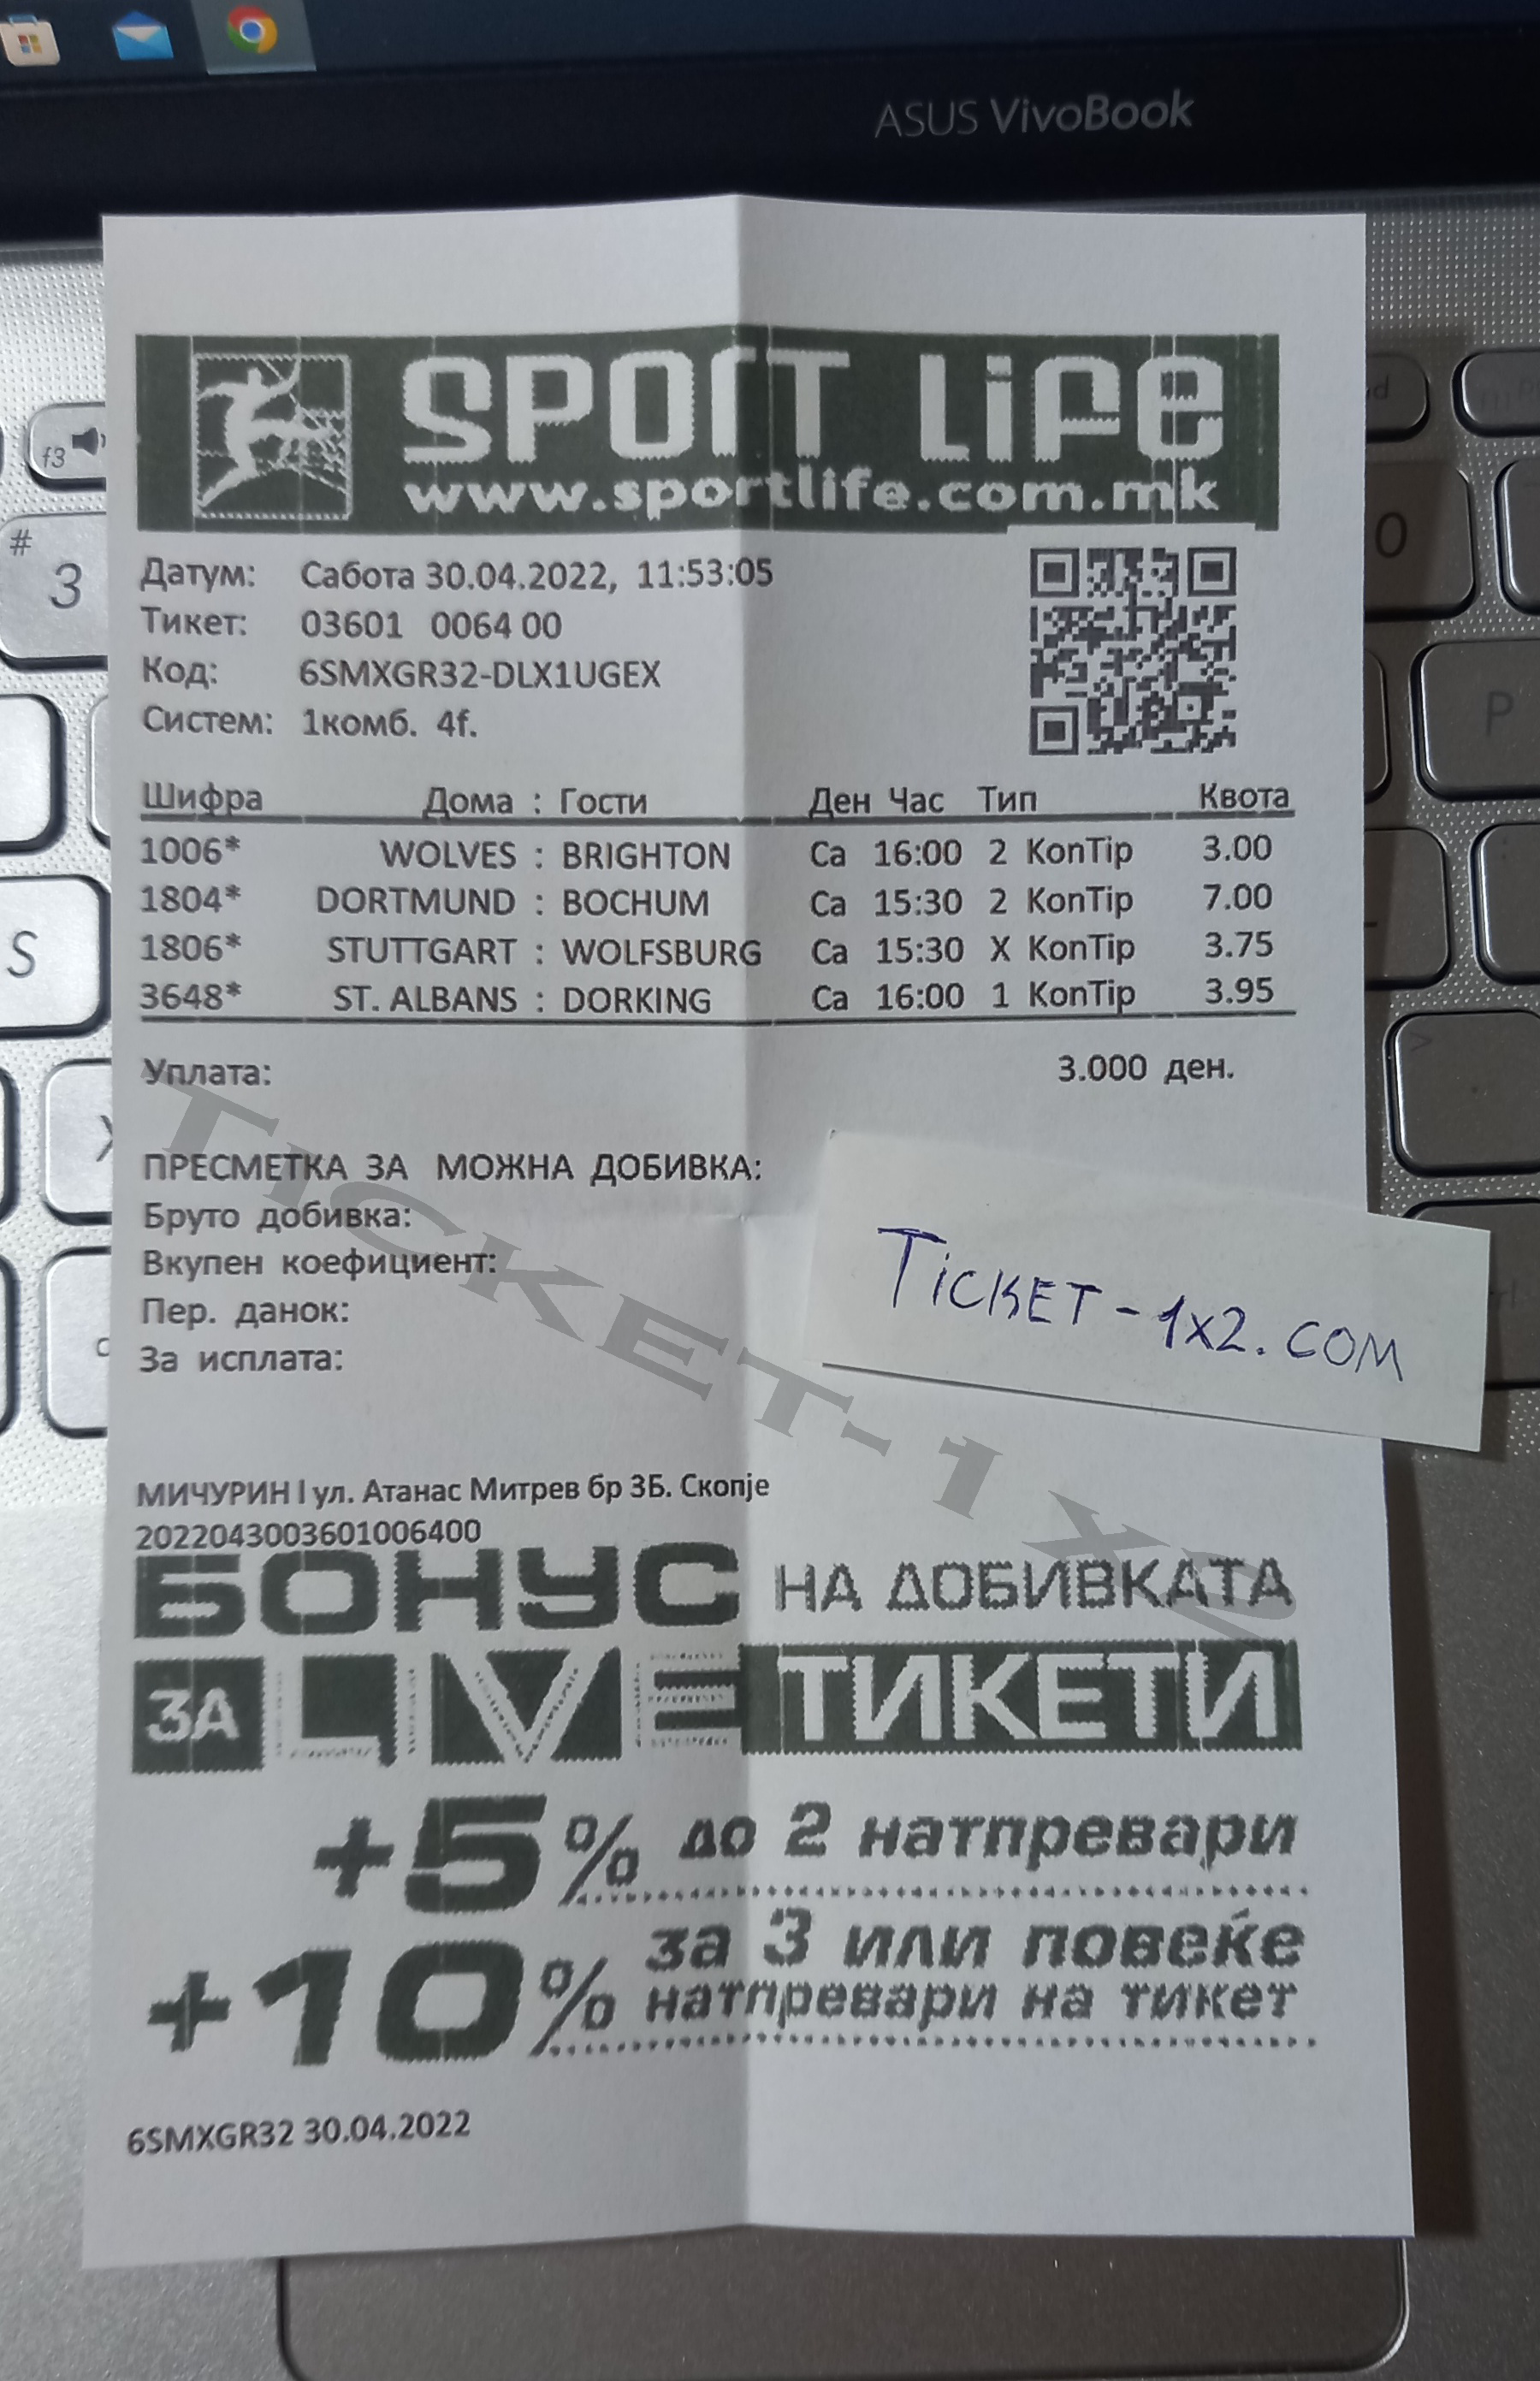 ASUS VivoBook
SPORT LiFe
www.sportlife.com.mk
Датум: Сабота 30.04.2022, 11:53:05
Тикет: 03601 0064 00
Код: 6SMXGR32-DLX1UGEX
Систем: 1комб. 4f.
Шифра Дома : Гости Ден Час Тип Квота
1006* WOLVES : BRIGHTON Са 16:00 2 KonTip 3.00
1804* DORTMUND : BOCHUM Са 15:30 2 KonTip 7.00
1806* STUTTGART : WOLFSBURG Са 15:30 X KonTip 3.75
3648* ST. ALBANS : DORKING Са 16:00 1 KonTip 3.95
Уплата: 3.000 ден.
ПРЕСМЕТКА ЗА МОЖНА ДОБИВКА:
Бруто добивка:
Вкупен коефициент:
Пер. данок:
За исплата:
TiCKET-1x2.COM
TiCKET-1 X2
МИЧУРИН I ул. Атанас Митрев бр 3Б. Скопје
2022043003601006400
БОНУС НА ДОБИВКАТА
ЗА LIVE ТИКЕТИ
+5% до 2 натпревари
+10% за 3 или повеќе
натпревари на тикет
6SMXGR32 30.04.2022
f3
#
3
0
P
S
X